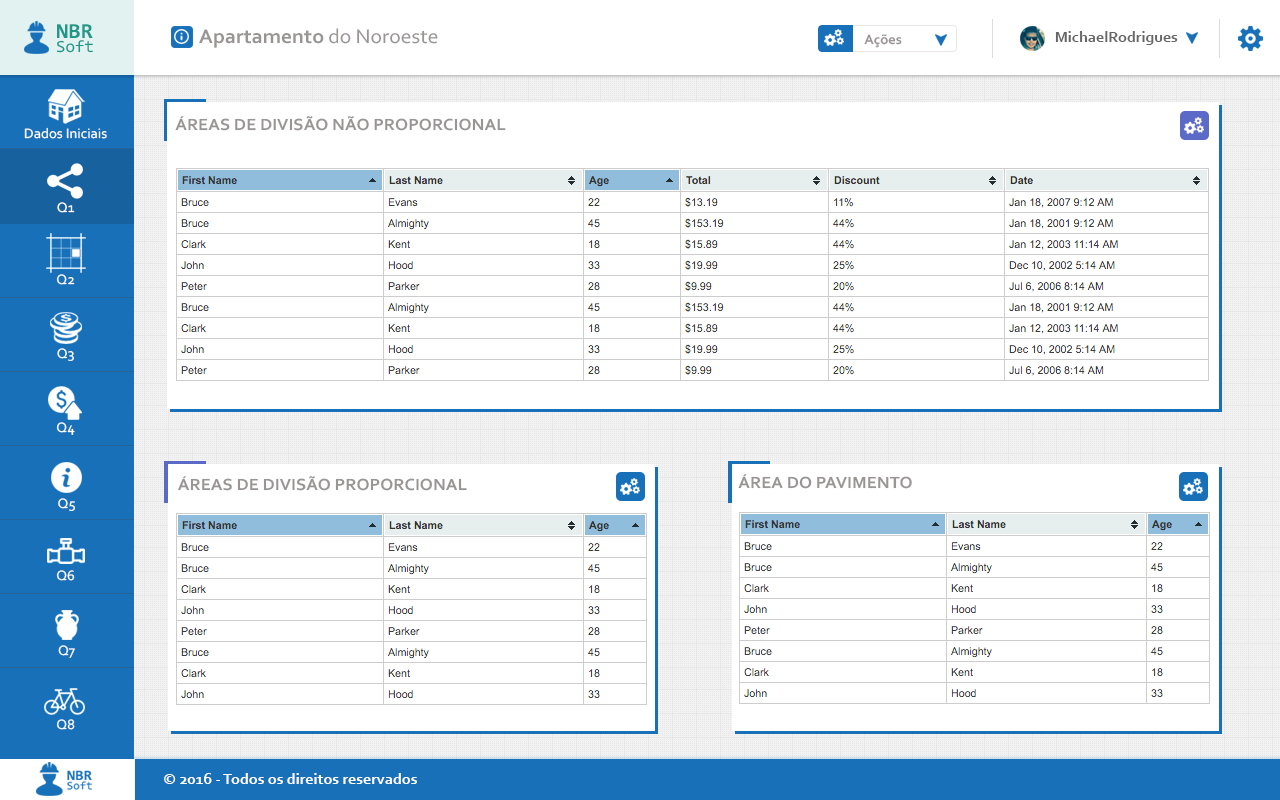 NBR
Soft
Apartamento do Noroeste
Ações
MichaelRodrigues
Dados Iniciais
Q1
Q2
Q3
Q4
Q5
Q6
Q7
Q8
ÁREAS DE DIVISÃO NÃO PROPORCIONAL
First Name Last Name Age Total Discount Date
Bruce Evans 22 $13.19 11% Jan 18, 2007 9:12 AM
Bruce Almighty 45 $153.19 44% Jan 18, 2001 9:12 AM
Clark Kent 18 $15.89 44% Jan 12, 2003 11:14 AM
John Hood 33 $19.99 25% Dec 10, 2002 5:14 AM
Peter Parker 28 $9.99 20% Jul 6, 2006 8:14 AM
Bruce Almighty 45 $153.19 44% Jan 18, 2001 9:12 AM
Clark Kent 18 $15.89 44% Jan 12, 2003 11:14 AM
John Hood 33 $19.99 25% Dec 10, 2002 5:14 AM
Peter Parker 28 $9.99 20% Jul 6, 2006 8:14 AM
ÁREAS DE DIVISÃO PROPORCIONAL
First Name Last Name Age
Bruce Evans 22
Bruce Almighty 45
Clark Kent 18
John Hood 33
Peter Parker 28
Bruce Almighty 45
Clark Kent 18
John Hood 33
ÁREA DO PAVIMENTO
First Name Last Name Age
Bruce Evans 22
Bruce Almighty 45
Clark Kent 18
John Hood 33
Peter Parker 28
Bruce Almighty 45
Clark Kent 18
John Hood 33
NBR
Soft
© 2016 - Todos os direitos reservados